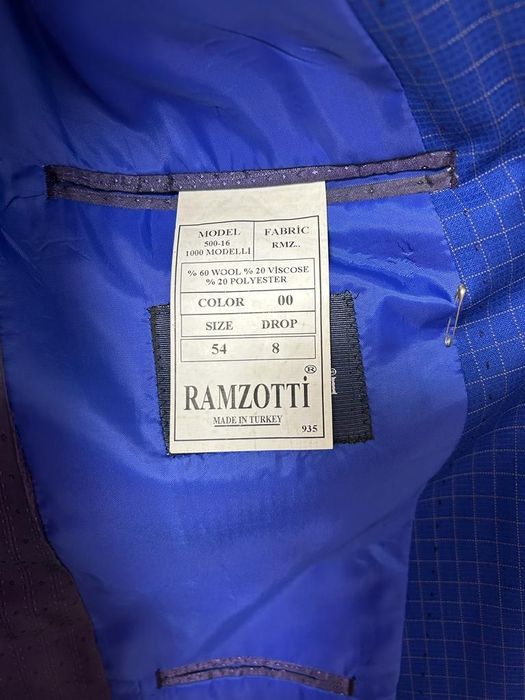 MODEL FABRİC
500-16 RMZ..
1000 MODELLİ
% 60 WOOL % 20 VİSCOSE
% 20 POLYESTER
COLOR 00
SIZE DROP
54 8
RAMZOTTİ ®
MADE IN TURKEY
935